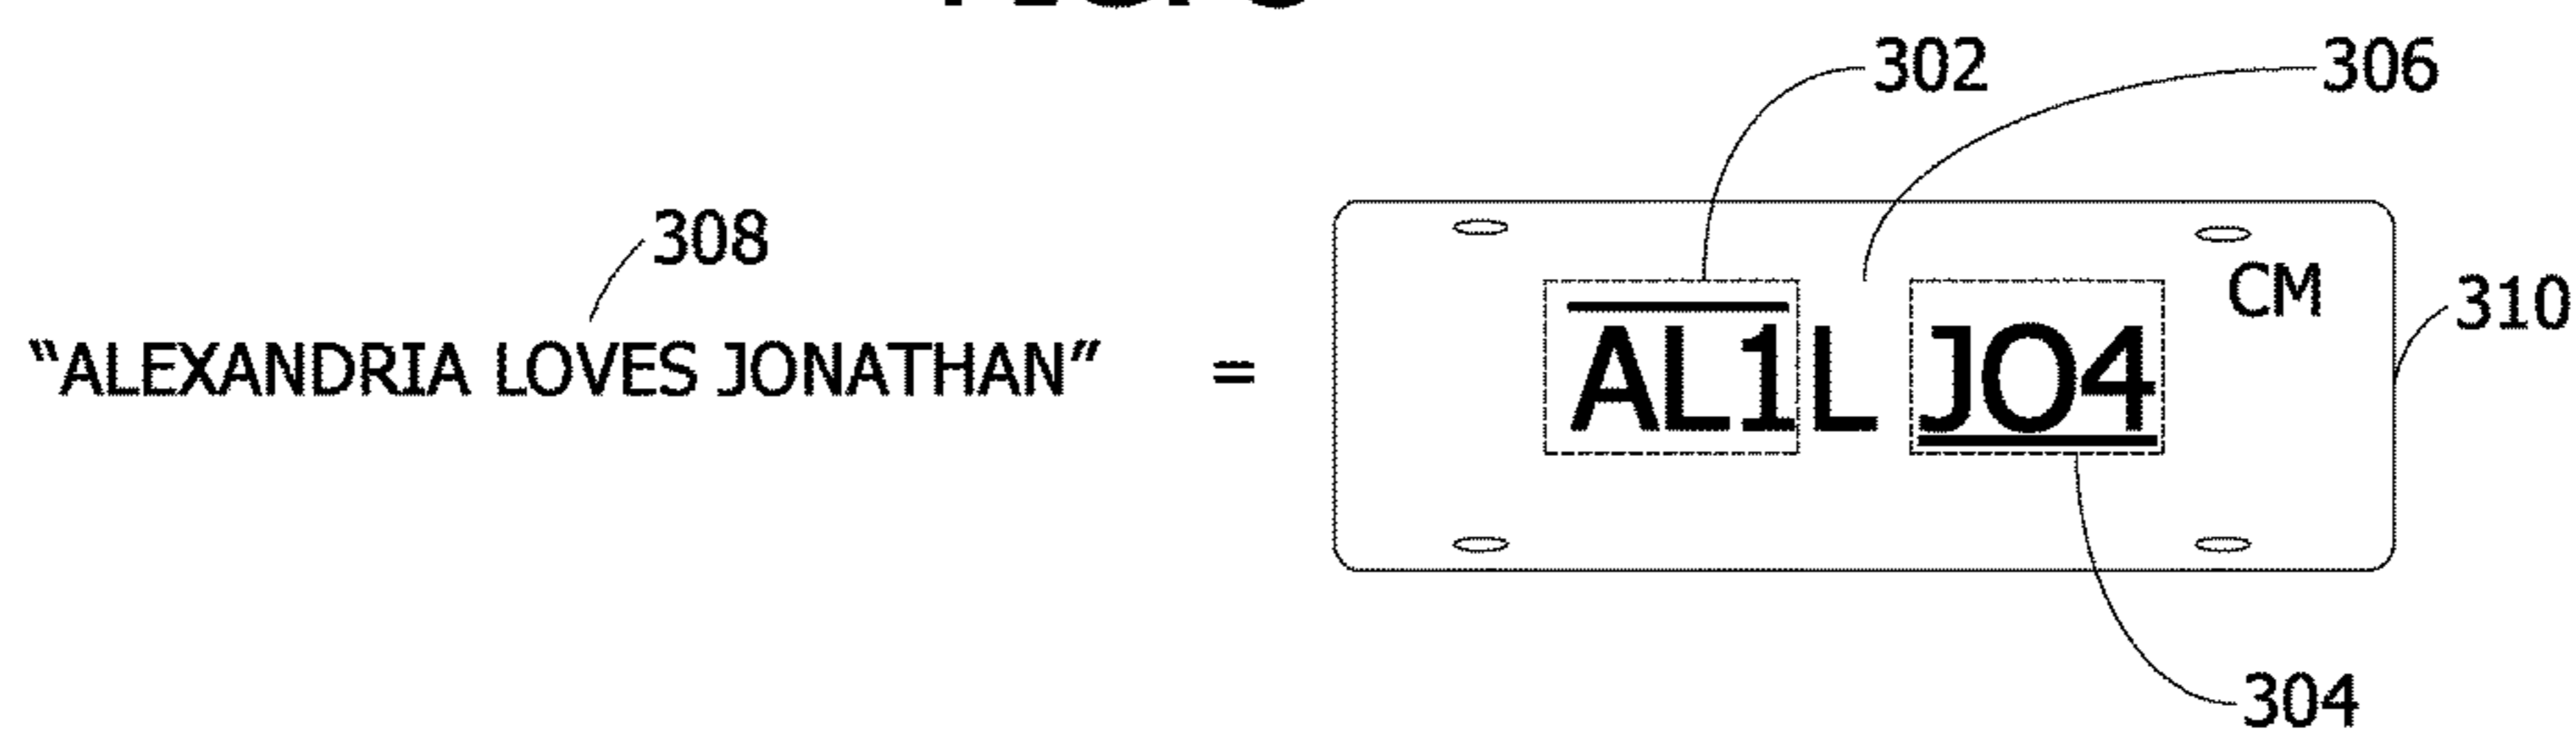 302 306
308
CM
310
"ALEXANDRIA LOVES JONATHAN" = AL1L JO4
304